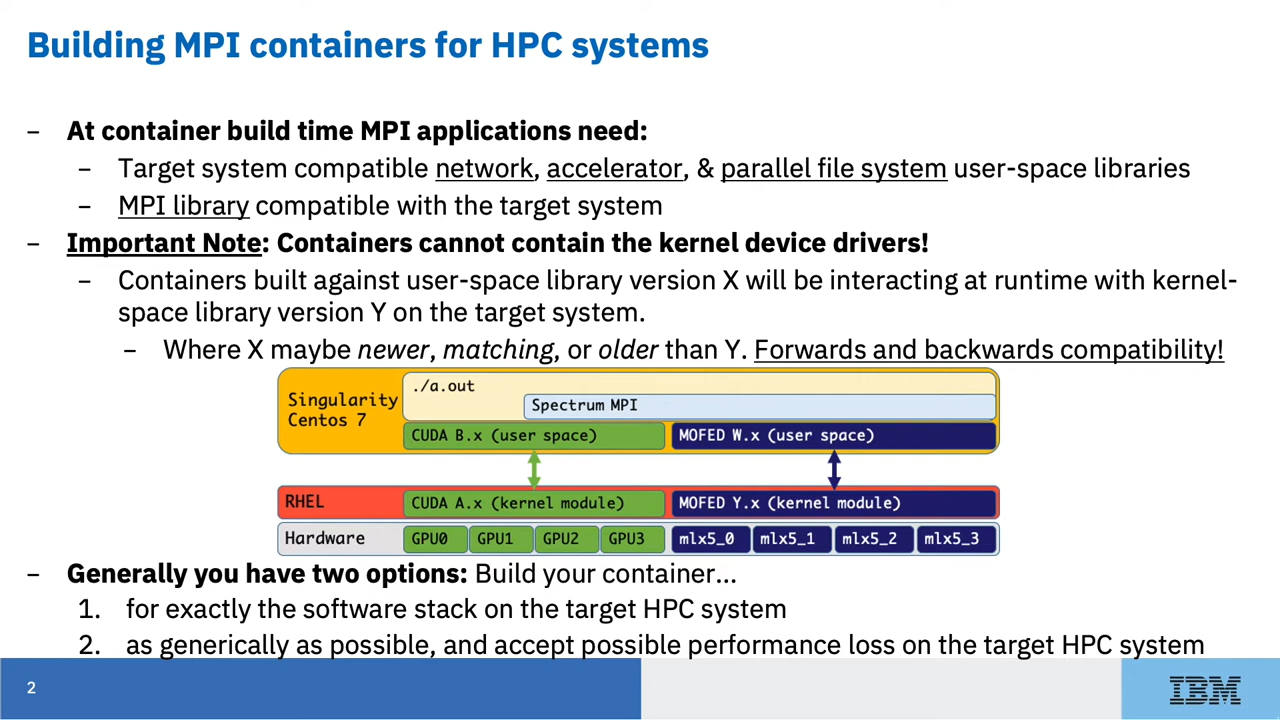 Building MPI containers for HPC systems
– At container build time MPI applications need:
– Target system compatible network, accelerator, & parallel file system user-space libraries
– MPI library compatible with the target system
– Important Note: Containers cannot contain the kernel device drivers!
– Containers built against user-space library version X will be interacting at runtime with kernel-
space library version Y on the target system.
– Where X maybe newer, matching, or older than Y. Forwards and backwards compatibility!
Singularity
Centos 7
./a.out
Spectrum MPI
CUDA B.x (user space)
MOFED W.x (user space)
RHEL
CUDA A.x (kernel module)
MOFED Y.x (kernel module)
Hardware
GPU0
GPU1
GPU2
GPU3
mlx5_0
mlx5_1
mlx5_2
mlx5_3
– Generally you have two options: Build your container…
1. for exactly the software stack on the target HPC system
2. as generically as possible, and accept possible performance loss on the target HPC system
2
IBM